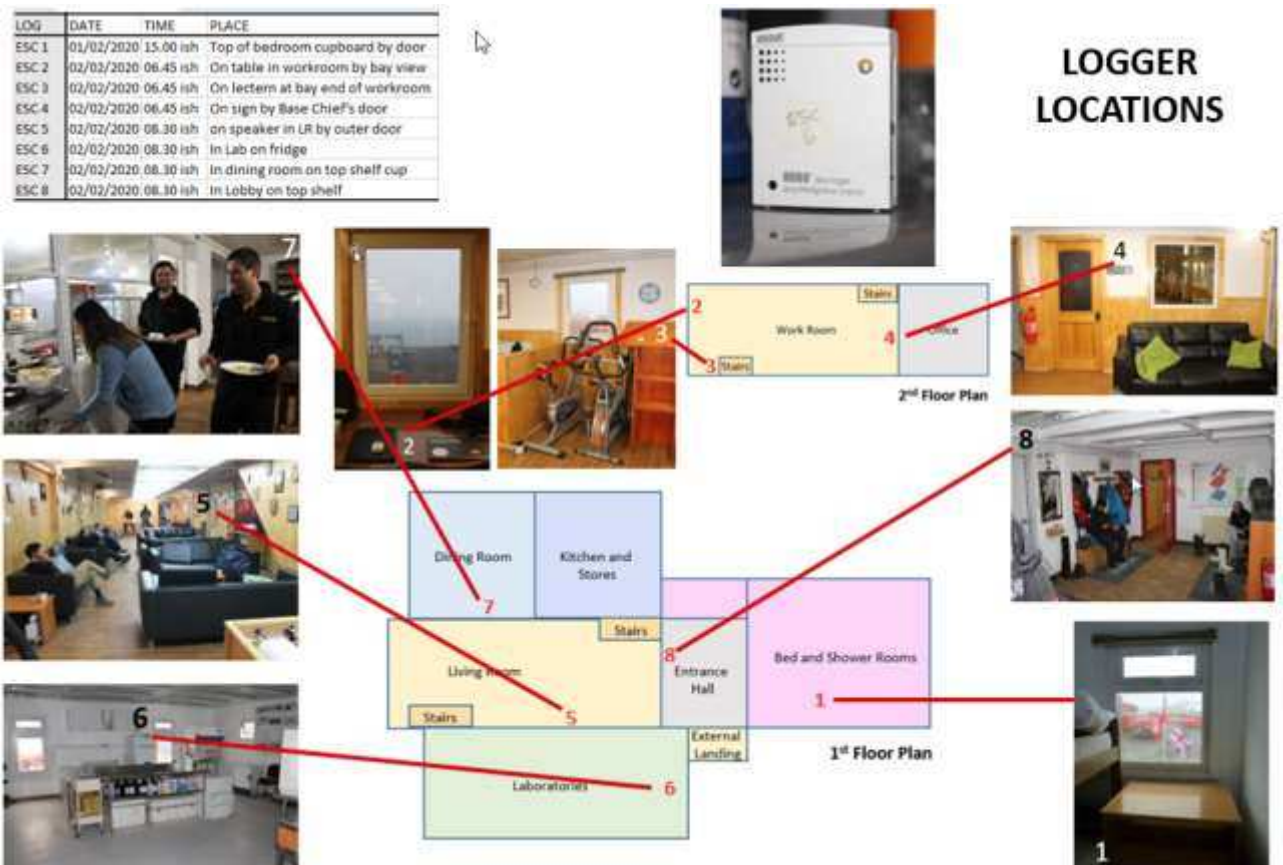 LOG DATE TIME PLACE
ESC 1 01/02/2020 15.00 ish Top of bedroom cupboard by door
ESC 2 02/02/2020 06.45 ish On table in workroom by bay view
ESC 3 02/02/2020 06.45 ish On lectern at bay end of workroom
ESC 4 02/02/2020 06.45 ish On sign by Base Chief's door
ESC 5 02/02/2020 08.30 ish on speaker in LR by outer door
ESC 6 02/02/2020 08.30 ish In Lab on fridge
ESC 7 02/02/2020 08.30 ish In dining room on top shelf cup
ESC 8 02/02/2020 08.30 ish In Lobby on top shelf
ESC
LOGGER
LOCATIONS
7
2
3
4
2
Stairs
Work Room
4
Office
3
Stairs
2nd Floor Plan
8
5
Dining Room
Kitchen and
Stores
7
Stairs
8
Living Room
Entrance
Hall
Bed and Shower Rooms
1
5
Stairs
External
Landing
1st Floor Plan
6
Laboratories
6
1